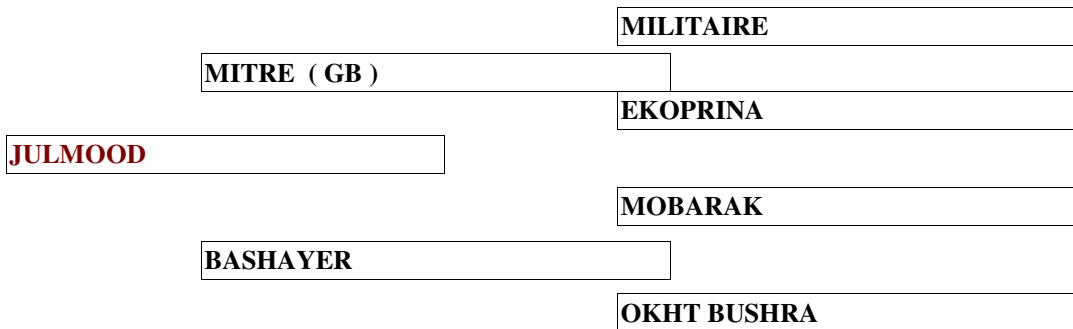 MILITAIRE
MITRE ( GB )
EKOPRINA
JULMOOD
MOBARAK
BASHAYER
OKHT BUSHRA